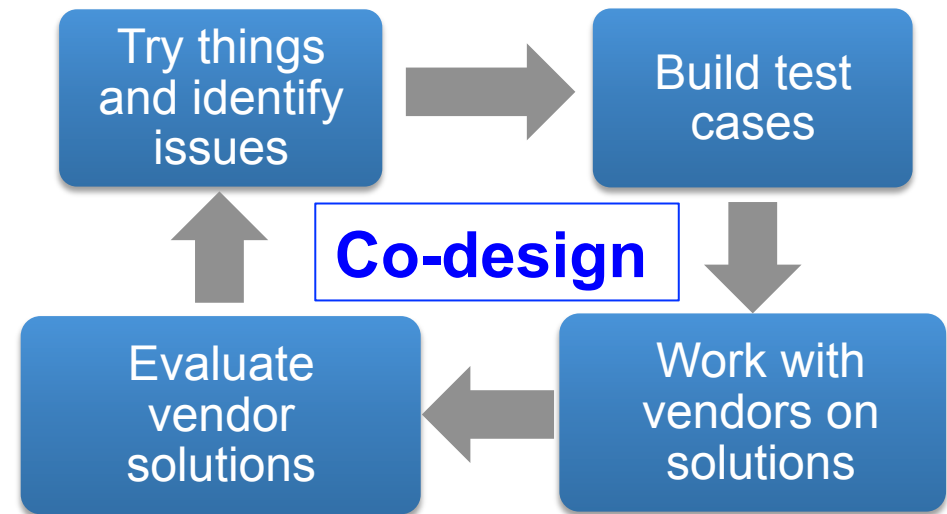 Try things
and identify
issues
Build test
cases
Co-design
Evaluate
vendor
solutions
Work with
vendors on
solutions